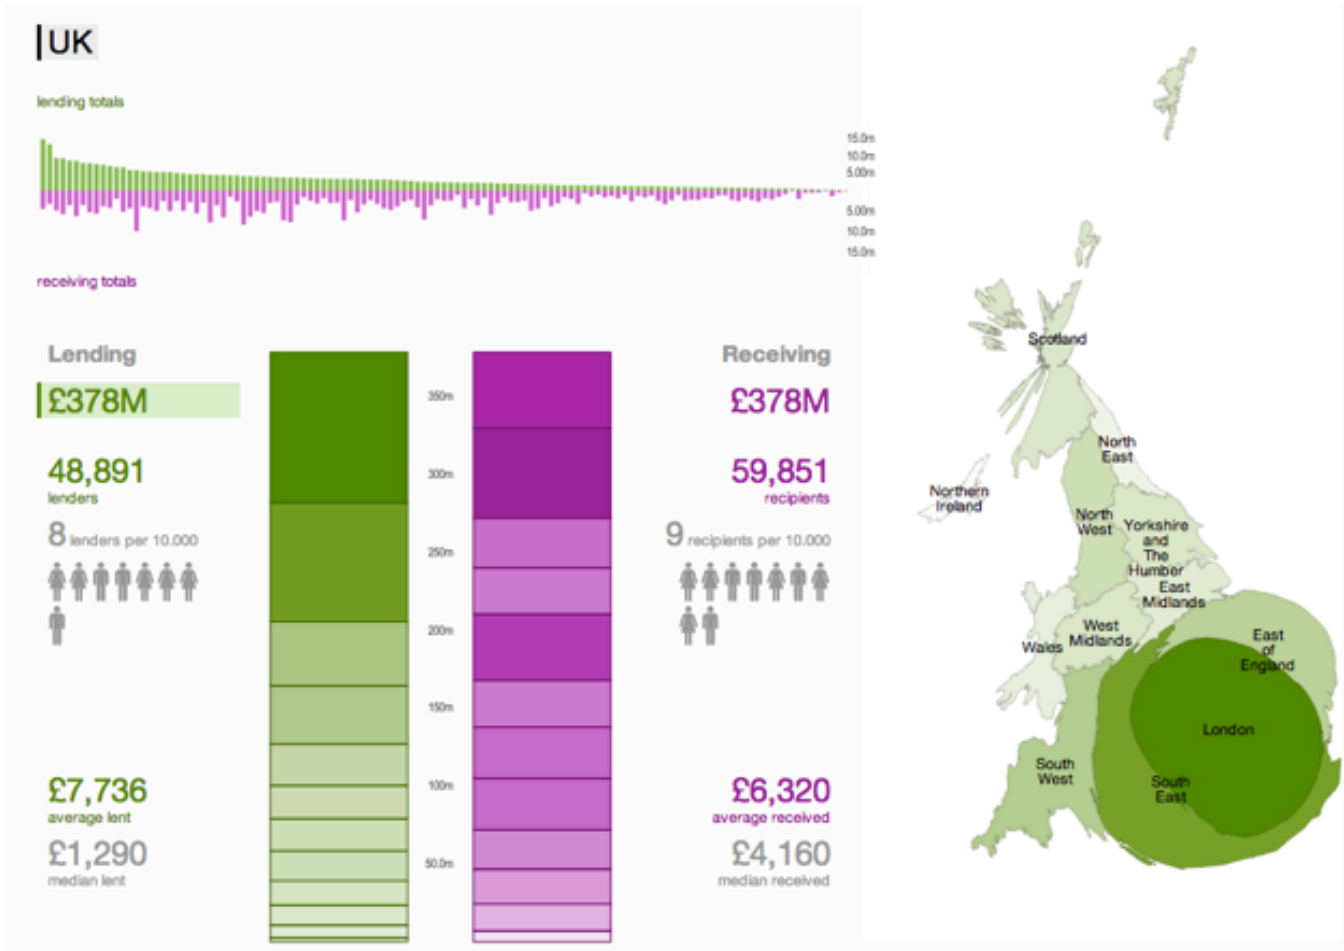 UK
lending totals
15.0m
10.0m
5.00m
5.00m
10.0m
15.0m
receiving totals
Lending
£378M
48,891
lenders
8 lenders per 10.000
£7,736
average lent
£1,290
median lent
350m
300m
250m
200m
150m
100m
50.0m
Receiving
£378M
59,851
recipients
9 recipients per 10.000
£6,320
average received
£4,160
median received
Scotland
North
East
Northern
Ireland
North
West
Yorkshire
and
The
Humber
East
Midlands
West
Midlands
Wales
East
of
England
London
South
West
South
East